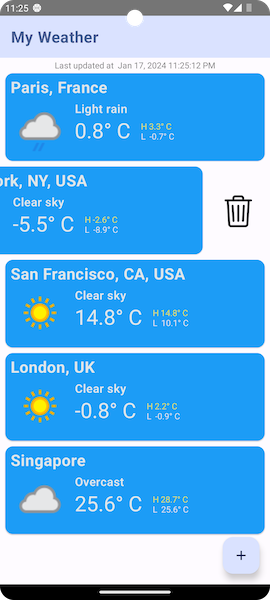 11:25
My Weather
Last updated at Jan 17, 2024 11:25:12 PM
Paris, France
Light rain
0.8° C
H 3.3° C
L -0.7° C
ork, NY, USA
Clear sky
-5.5° C
H -2.6° C
L -8.9° C
San Francisco, CA, USA
Clear sky
14.8° C
H 14.8° C
L 10.1° C
London, UK
Clear sky
-0.8° C
H 2.2° C
L -0.9° C
Singapore
Overcast
25.6° C
H 28.7° C
L 25.6° C
+